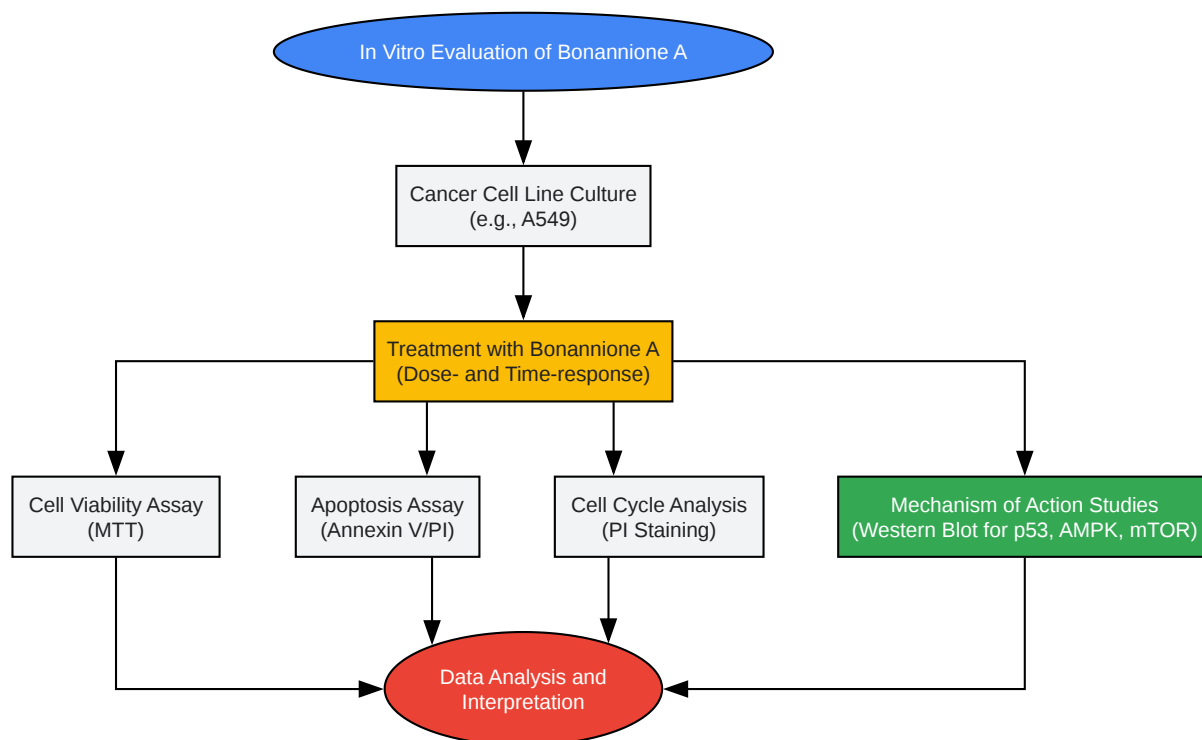 In Vitro Evaluation of Bonannione A
Cancer Cell Line Culture
(e.g., A549)
Treatment with Bonannione A
(Dose- and Time-response)
Cell Viability Assay
(MTT)
Apoptosis Assay
(Annexin V/PI)
Cell Cycle Analysis
(PI Staining)
Mechanism of Action Studies
(Western Blot for p53, AMPK, mTOR)
Data Analysis and
Interpretation